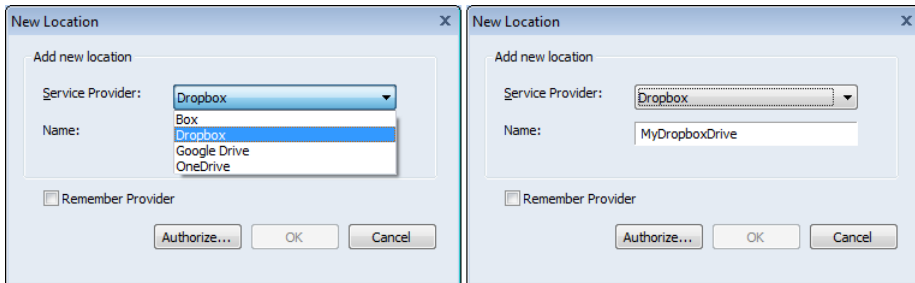 New Location x
Add new location
Service Provider: Dropbox
Box
Name: Dropbox
Google Drive
OneDrive
Remember Provider
Authorize... OK Cancel
New Location x
Add new location
Service Provider: Dropbox
Name: MyDropboxDrive
Remember Provider
Authorize... OK Cancel